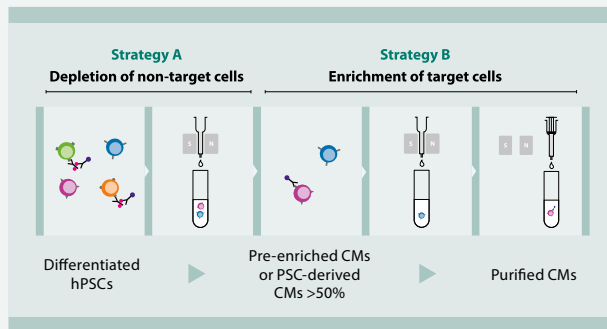 Strategy A
Depletion of non-target cells
Strategy B
Enrichment of target cells
S N
S N
S N
Differentiated
hPSCs
Pre-enriched CMs
or PSC-derived
CMs >50%
Purified CMs